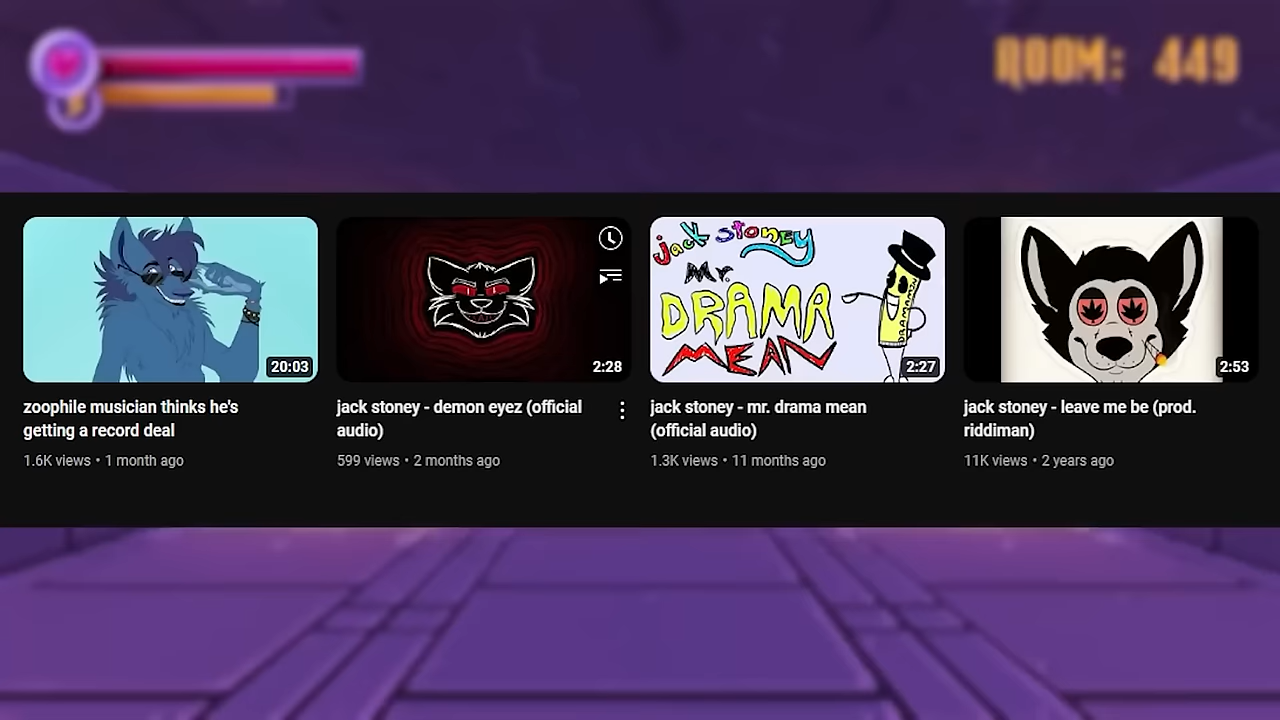 ROOM: 449
20:03
2:28
jack stoney
Mr.
DRAMA
MEAN
DRAMA
2:27
2:53
zoophile musician thinks he's
getting a record deal
1.6K views • 1 month ago
jack stoney - demon eyez (official
audio)
599 views • 2 months ago
jack stoney - mr. drama mean
(official audio)
1.3K views • 11 months ago
jack stoney - leave me be (prod.
riddiman)
11K views • 2 years ago